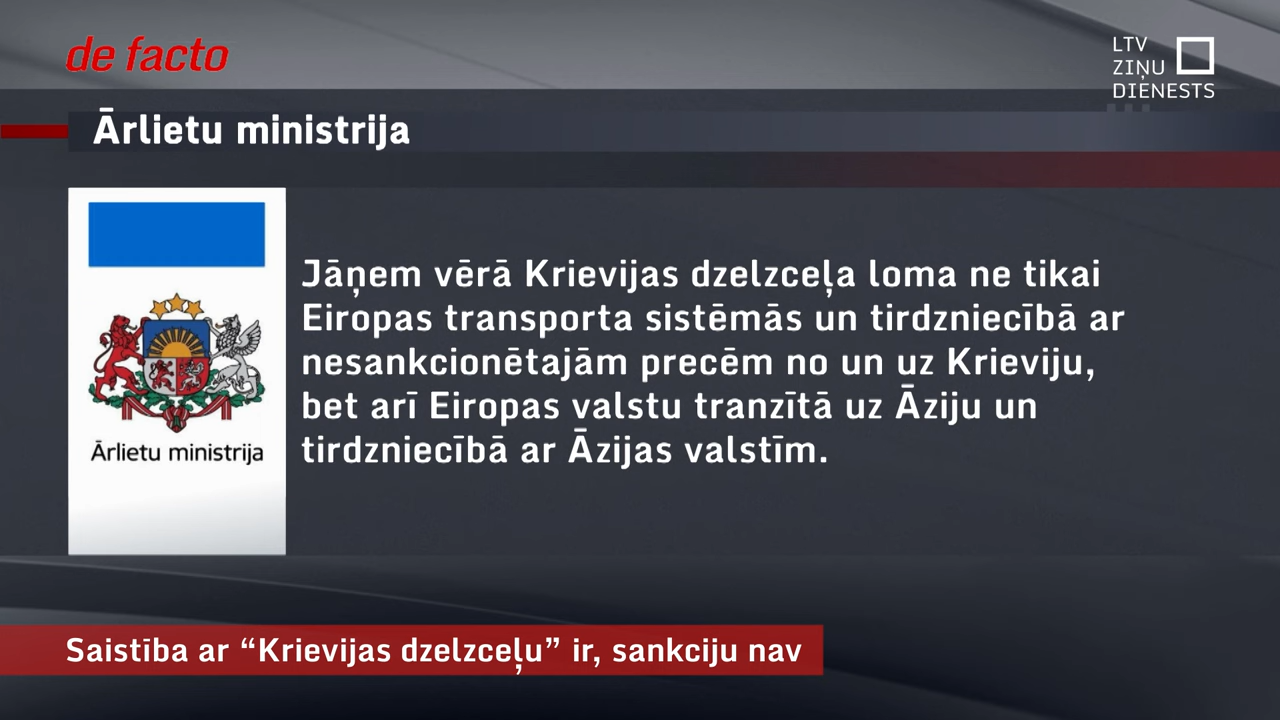 de facto
LTV
ZIŅU
DIENESTS
Ārlietu ministrija
Jāņem vērā Krievijas dzelzceļa loma ne tikai
Eiropas transporta sistēmās un tirdzniecībā ar
nesankcionētajām precēm no un uz Krieviju,
bet arī Eiropas valstu tranzītā uz Āziju un
tirdzniecībā ar Āzijas valstīm.
Ārlietu ministrija
Saistība ar “Krievijas dzelzceļu” ir, sankciju nav